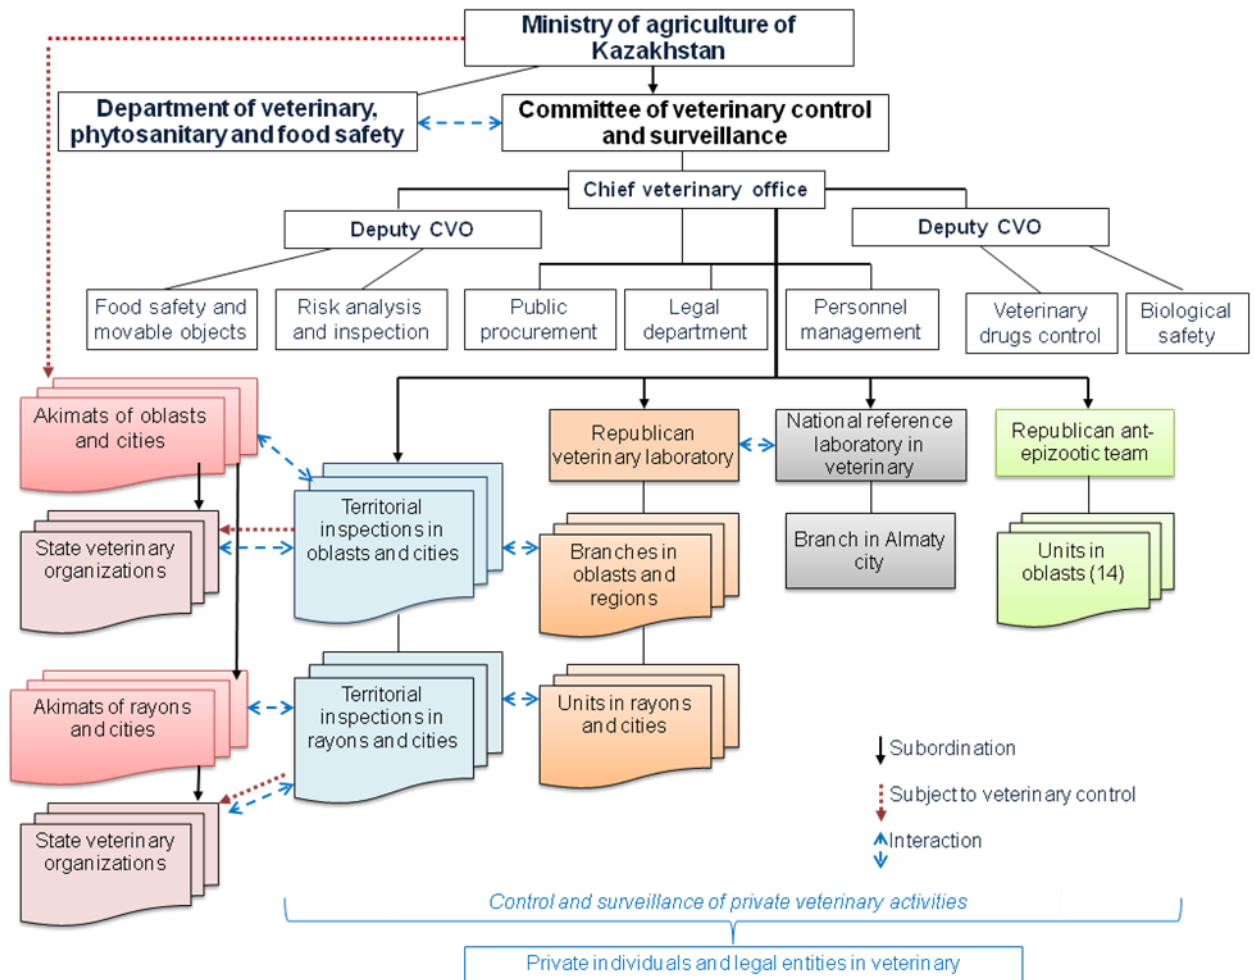 Ministry of agriculture of
Kazakhstan
Department of veterinary,
phytosanitary and food safety
Committee of veterinary control
and surveillance
Chief veterinary office
Deputy CVO
Deputy CVO
Food safety and
movable objects
Risk analysis
and inspection
Public
procurement
Legal
department
Personnel
management
Veterinary
drugs control
Biological
safety
Akimats of oblasts
and cities
Republican
veterinary laboratory
National reference
laboratory in
veterinary
Republican ant-
epizootic team
State veterinary
organizations
Territorial
inspections in
oblasts and cities
Branches in
oblasts and
regions
Branch in Almaty
city
Units in
oblasts (14)
Akimats of rayons
and cities
Territorial
inspections in
rayons and cities
Units in rayons
and cities
State veterinary
organizations
Subordination
Subject to veterinary control
Interaction
Control and surveillance of private veterinary activities
Private individuals and legal entities in veterinary